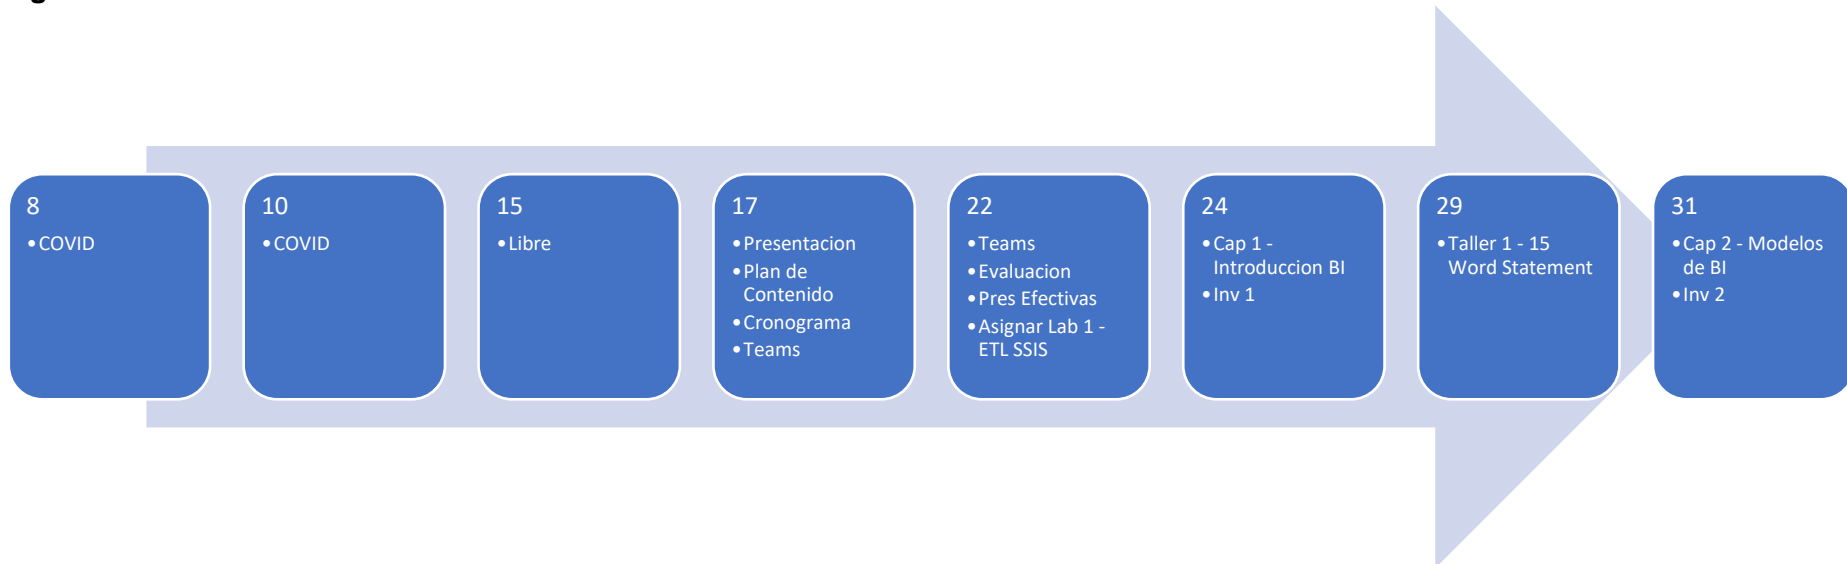 8
•COVID
10
•COVID
15
•Libre
17
•Presentacion
•Plan de
Contenido
•Cronograma
•Teams
22
•Teams
•Evaluacion
•Pres Efectivas
•Asignar Lab 1 -
ETL SSIS
24
•Cap 1 -
Introduccion BI
•Inv 1
29
•Taller 1 - 15
Word Statement
31
•Cap 2 - Modelos
de BI
•Inv 2